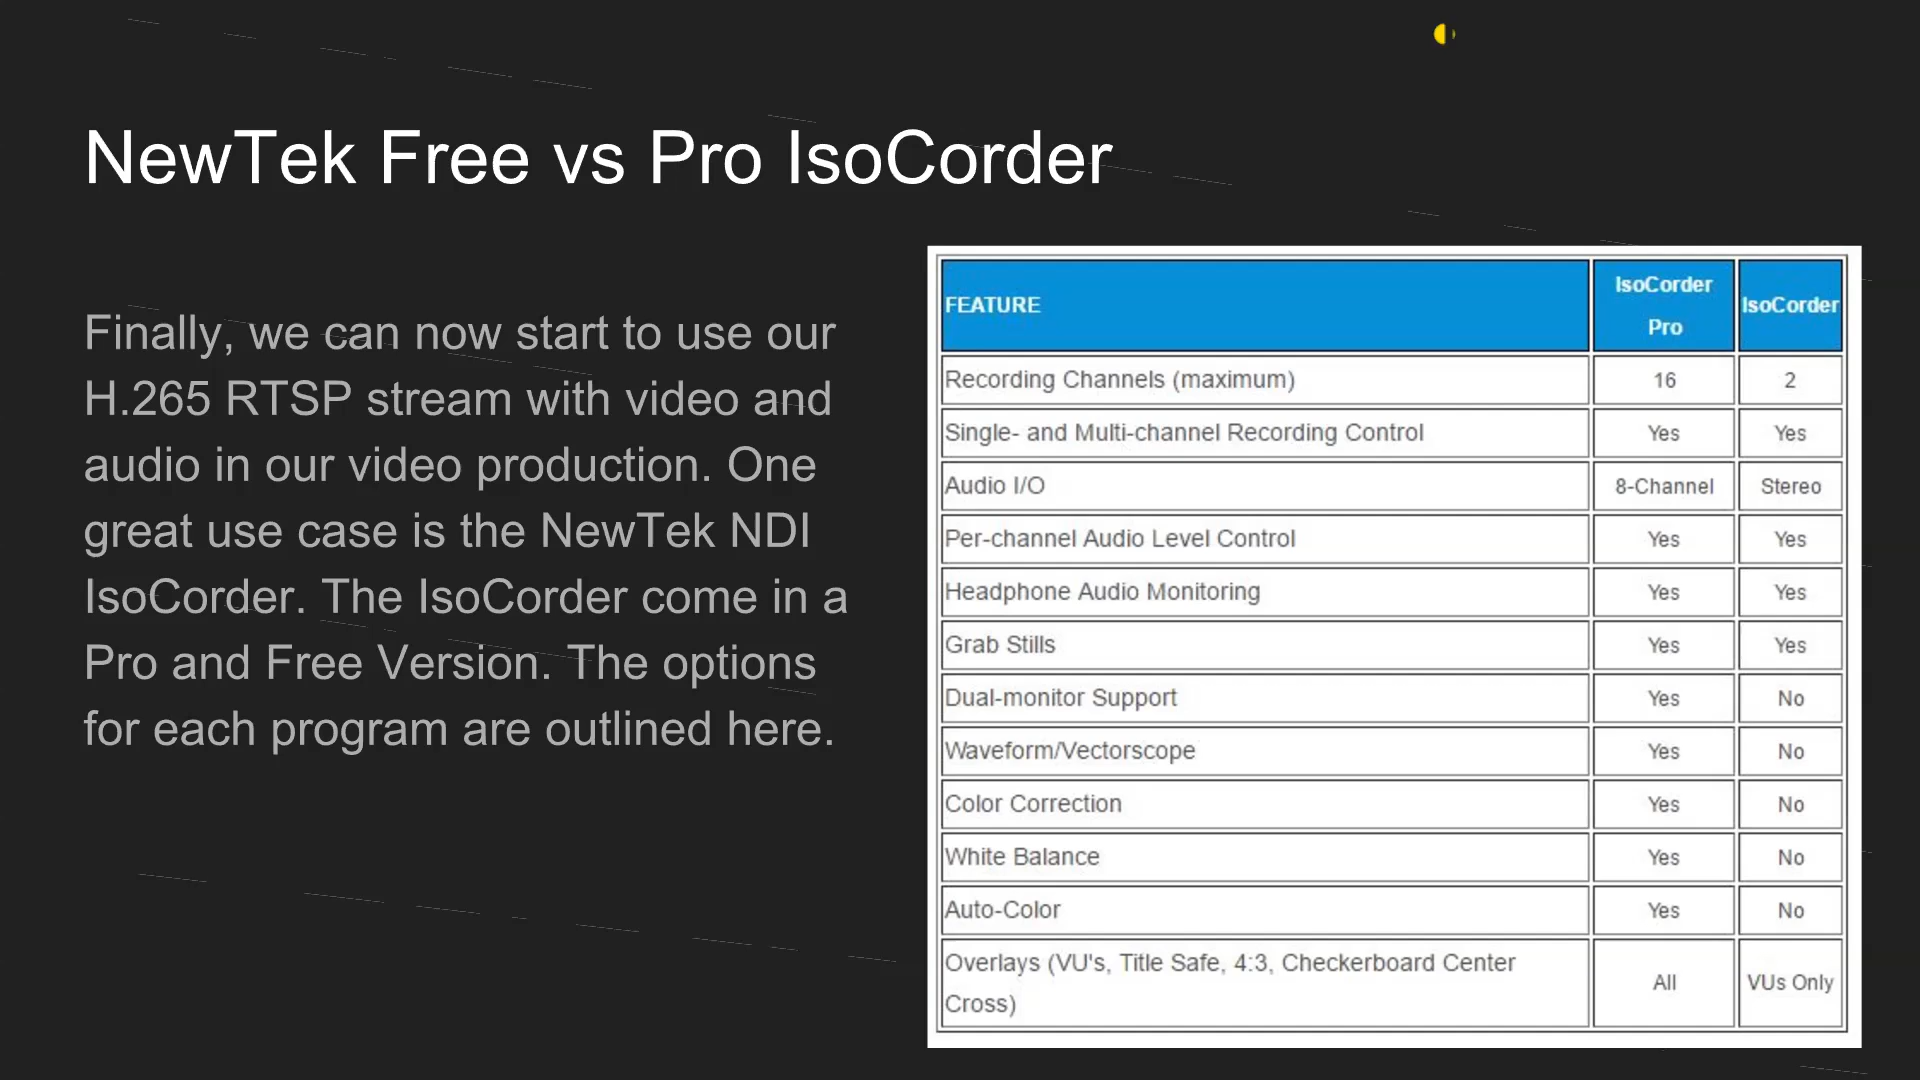 NewTek Free vs Pro IsoCorder
Finally, we can now start to use our
H.265 RTSP stream with video and
audio in our video production. One
great use case is the NewTek NDI
IsoCorder. The IsoCorder come in a
Pro and Free Version. The options
for each program are outlined here.
FEATURE IsoCorder Pro IsoCorder
Recording Channels (maximum) 16 2
Single- and Multi-channel Recording Control Yes Yes
Audio I/O 8-Channel Stereo
Per-channel Audio Level Control Yes Yes
Headphone Audio Monitoring Yes Yes
Grab Stills Yes Yes
Dual-monitor Support Yes No
Waveform/Vectorscope Yes No
Color Correction Yes No
White Balance Yes No
Auto-Color Yes No
Overlays (VU's, Title Safe, 4:3, Checkerboard Center
Cross) All VUs Only